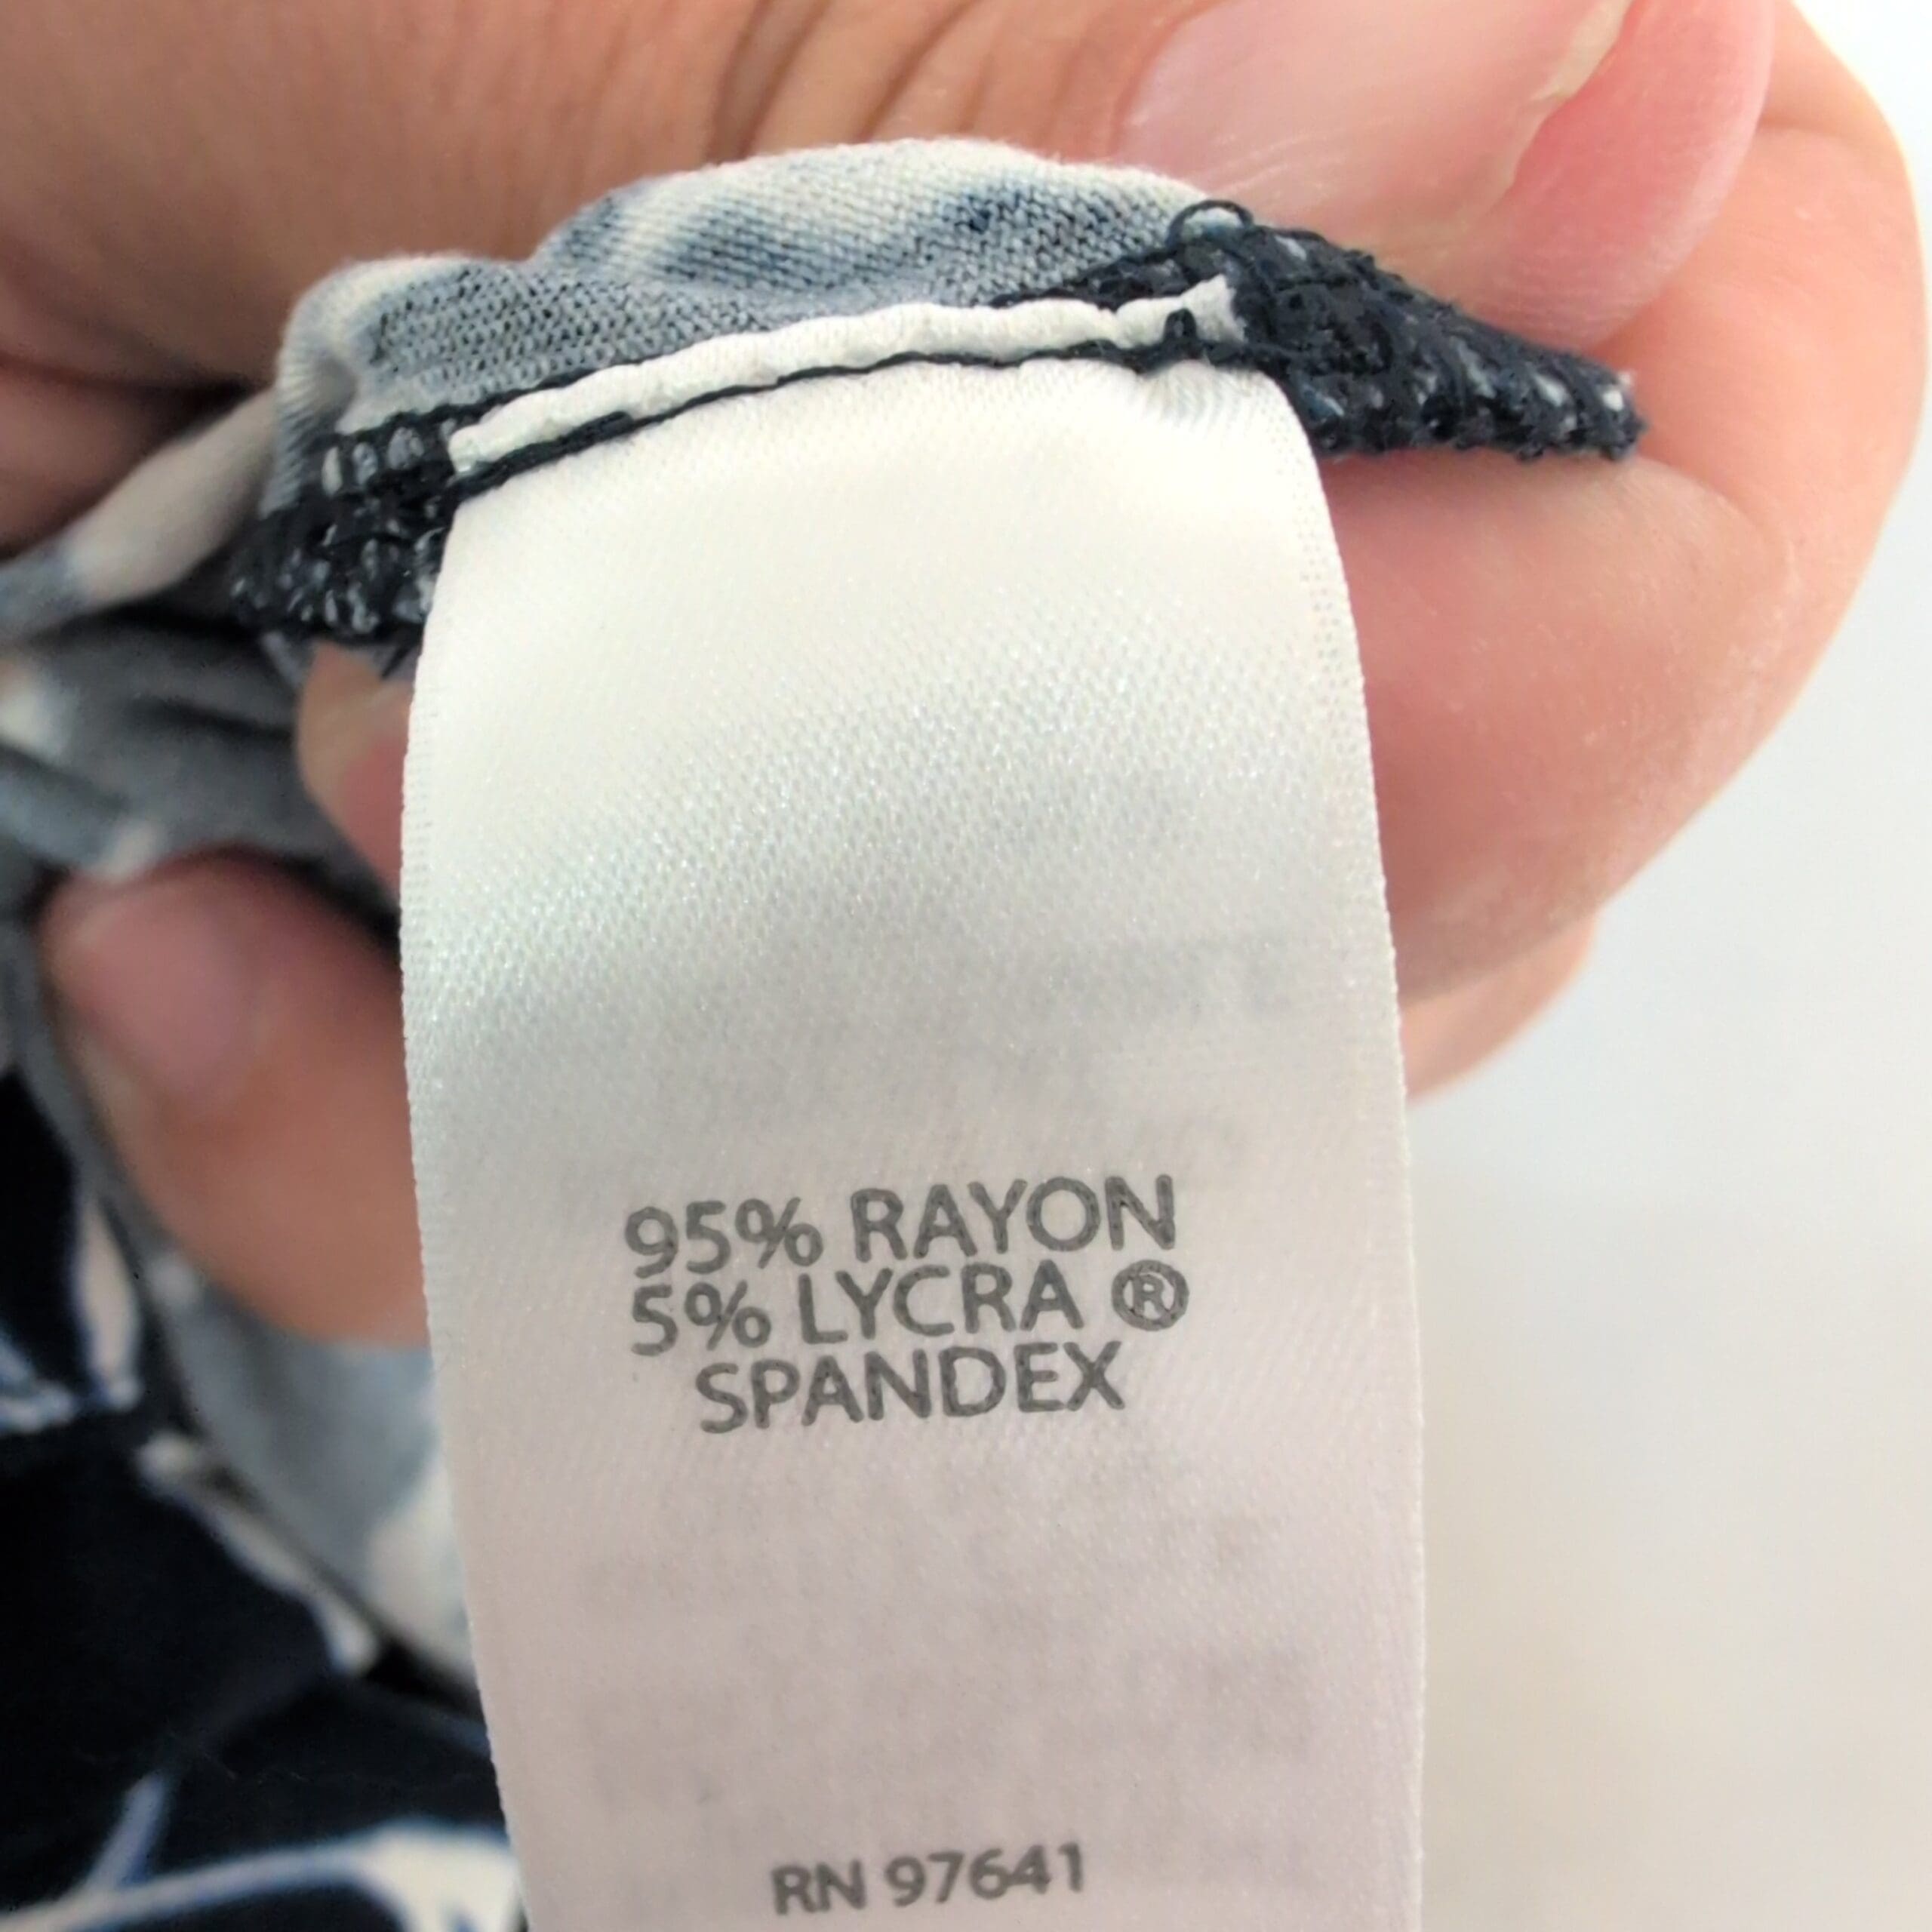 95% RAYON
5% LYCRA ®
SPANDEX
RN 97641